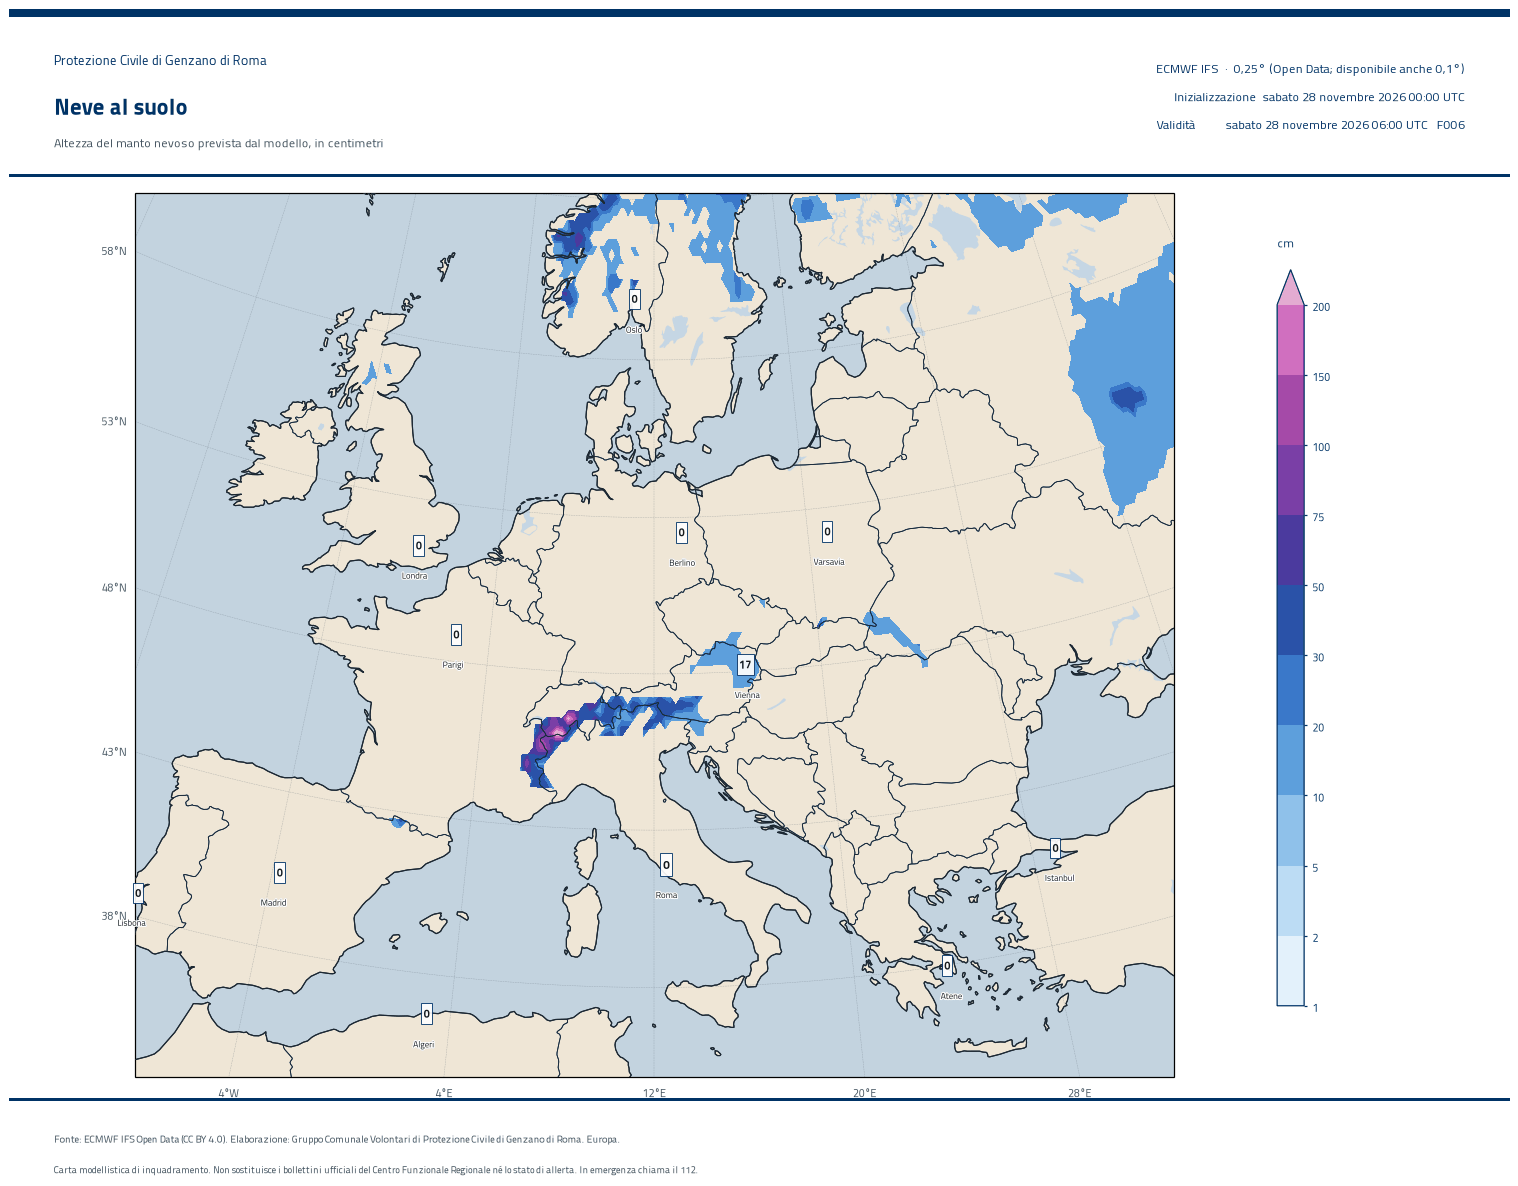 Protezione Civile di Genzano di Roma
Neve al suolo
Altezza del manto nevoso prevista dal modello, in centimetri
ECMWF IFS · 0,25° (Open Data; disponibile anche 0,1°)
Inizializzazione sabato 28 novembre 2026 00:00 UTC
Validità sabato 28 novembre 2026 06:00 UTC F006
58°N
53°N
48°N
43°N
38°N
0
Oslo
0
Londra
0
Berlino
0
Varsavia
0
Parigi
17
Vienna
0
Madrid
0
Lisbona
0
Roma
0
Istanbul
0
Atene
0
Algeri
4°W
4°E
12°E
20°E
28°E
cm
200
150
100
75
50
30
20
10
5
2
1
Fonte: ECMWF IFS Open Data (CC BY 4.0). Elaborazione: Gruppo Comunale Volontari di Protezione Civile di Genzano di Roma. Europa.
Carta modellistica di inquadramento. Non sostituisce i bollettini ufficiali del Centro Funzionale Regionale né lo stato di allerta. In emergenza chiama il 112.